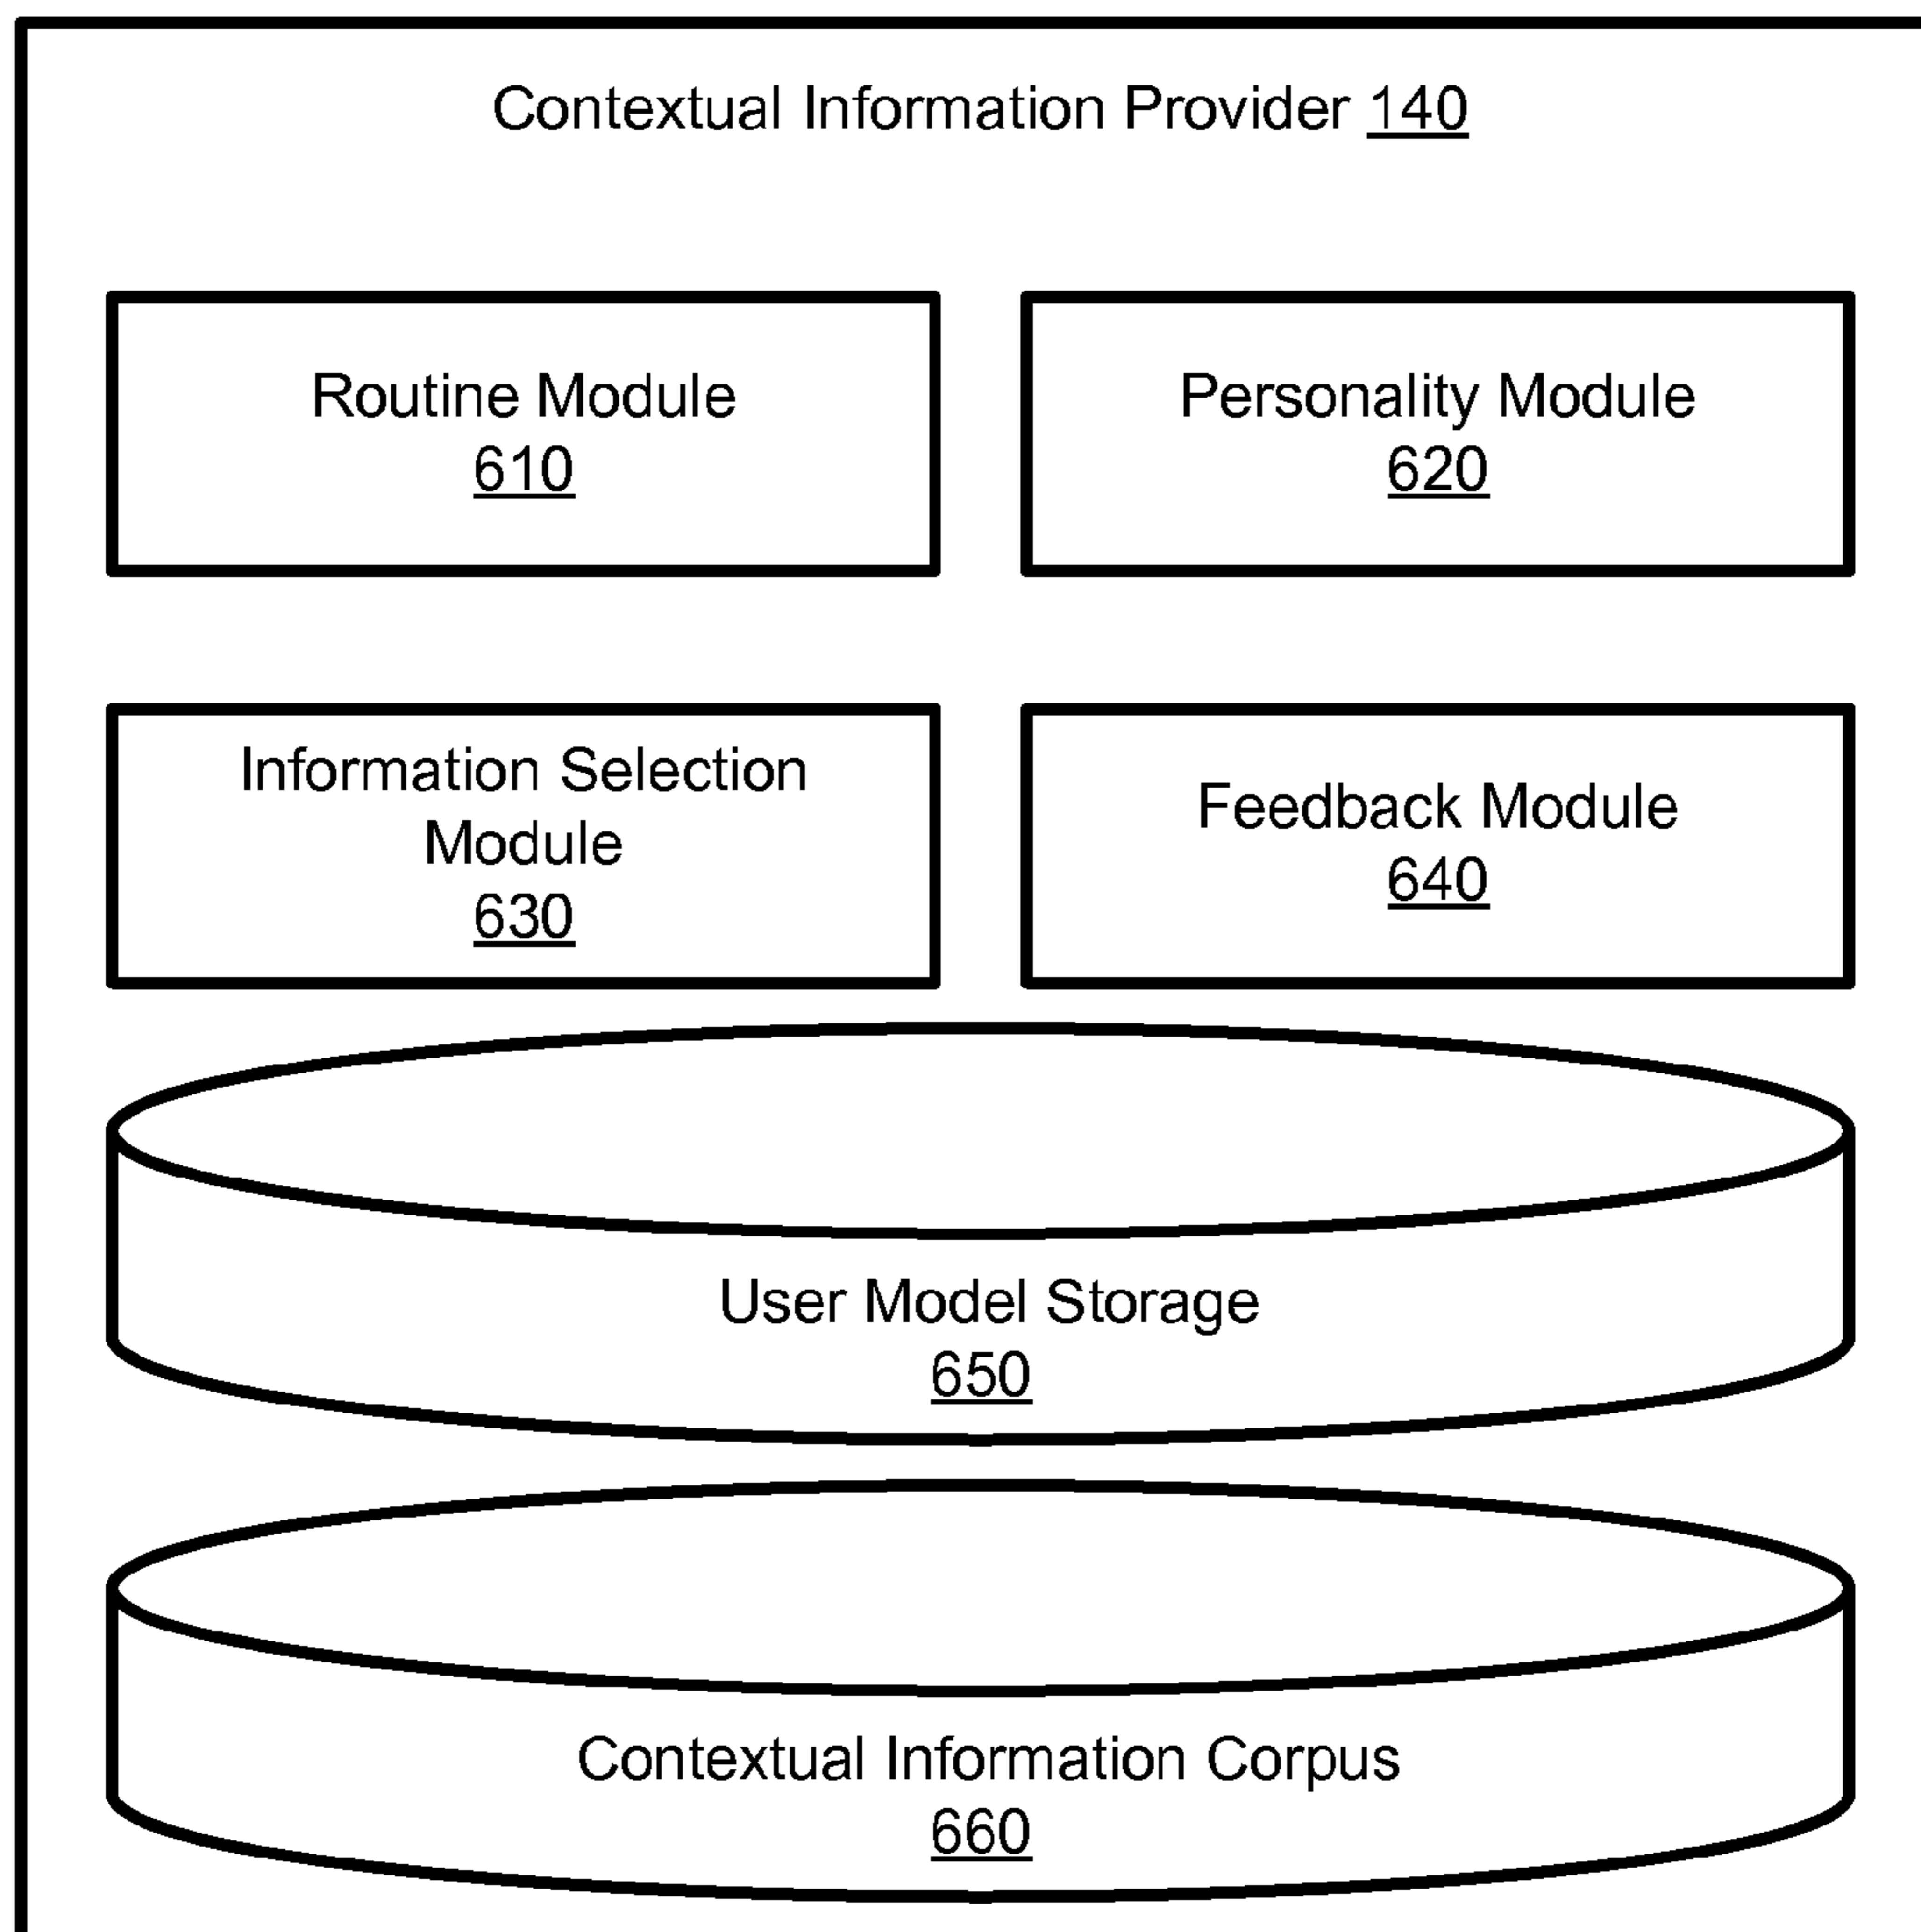 Contextual Information Provider 140
Routine Module
610
Personality Module
620
Information Selection
Module
630
Feedback Module
640
User Model Storage
650
Contextual Information Corpus
660